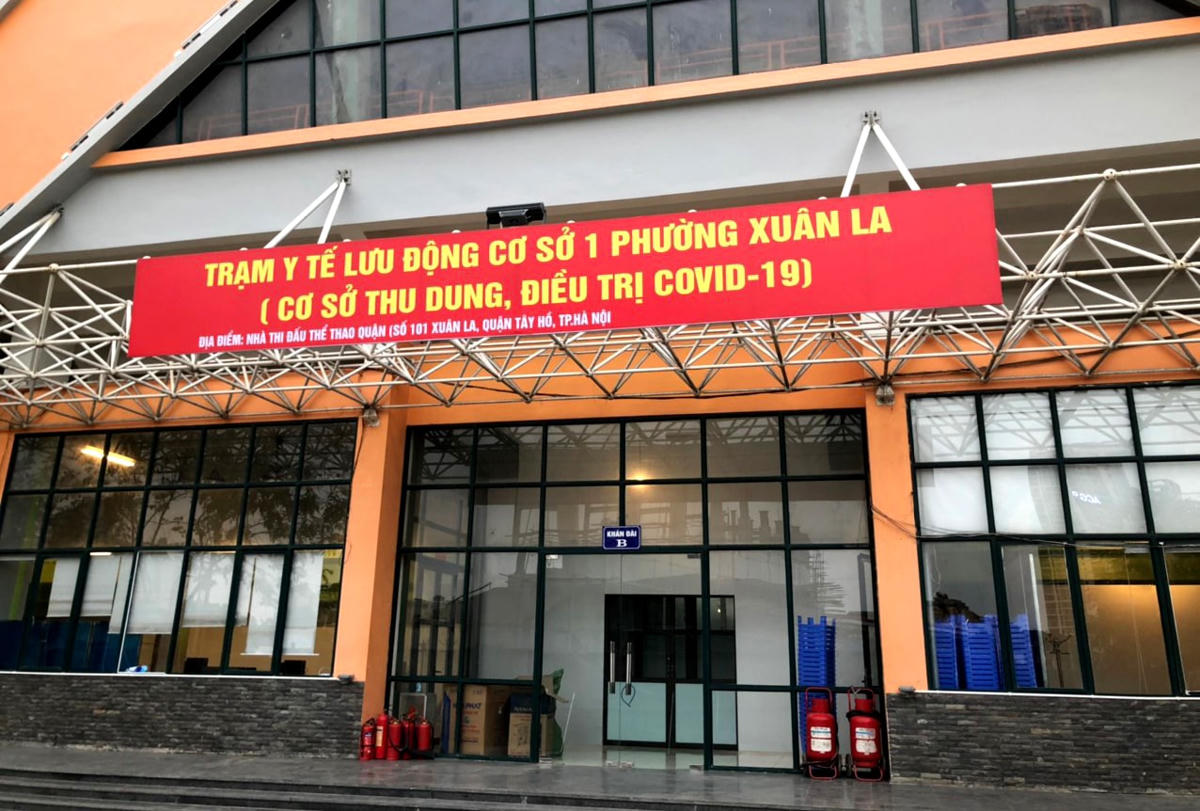 TRẠM Y TẾ LƯU ĐỘNG CƠ SỞ 1 PHƯỜNG XUÂN LA
( CƠ SỞ THU DUNG, ĐIỀU TRỊ COVID-19)
ĐỊA ĐIỂM: NHÀ THI ĐẤU THỂ THAO QUẬN (SỐ 101 XUÂN LA, QUẬN TÂY HỒ, TP.HÀ NỘI
KHÁN ĐÀI
B